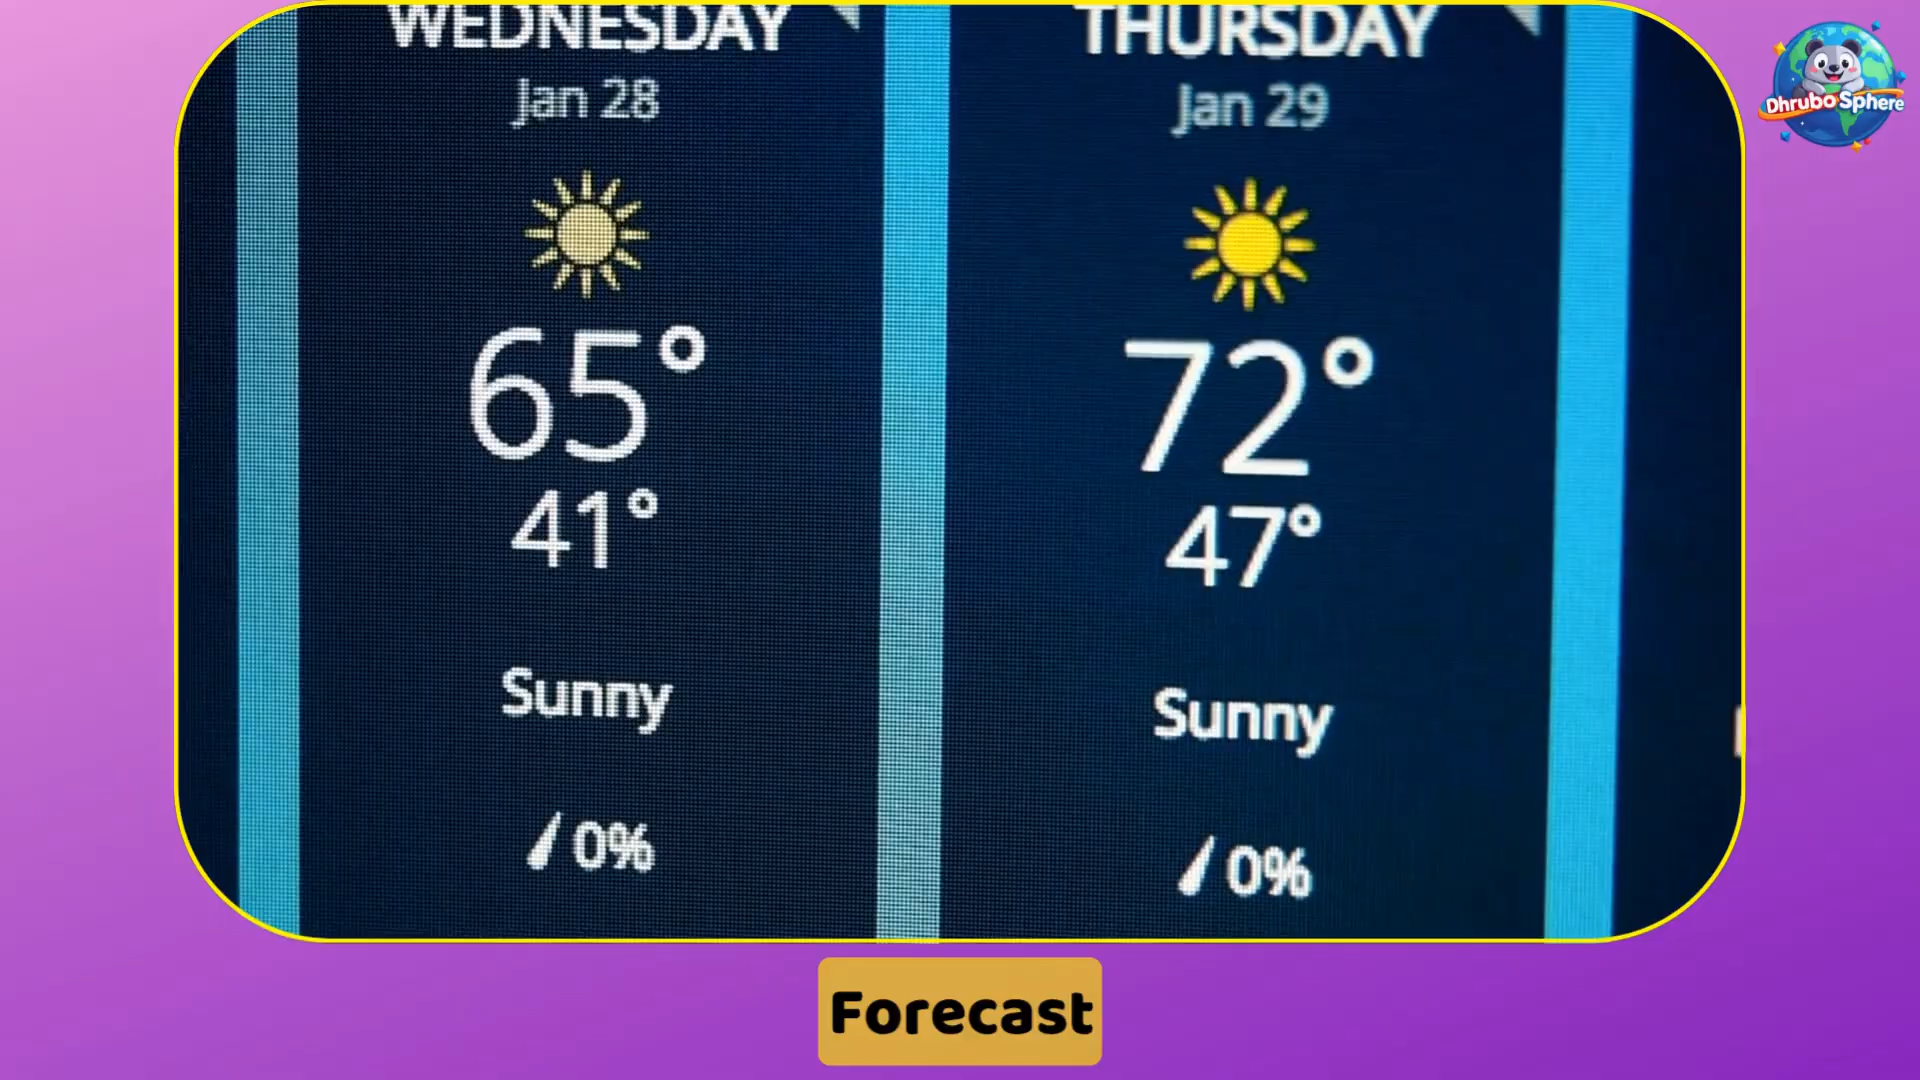 WEDNESDAY
Jan 28
65°
41°
Sunny
0%
THURSDAY
Jan 29
72°
47°
Sunny
0%
Dhrubo Sphere
Forecast